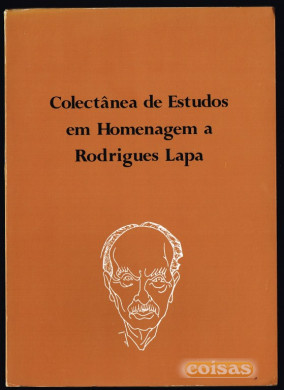 Colectânea de Estudos
em Homenagem a
Rodrigues Lapa
coisas